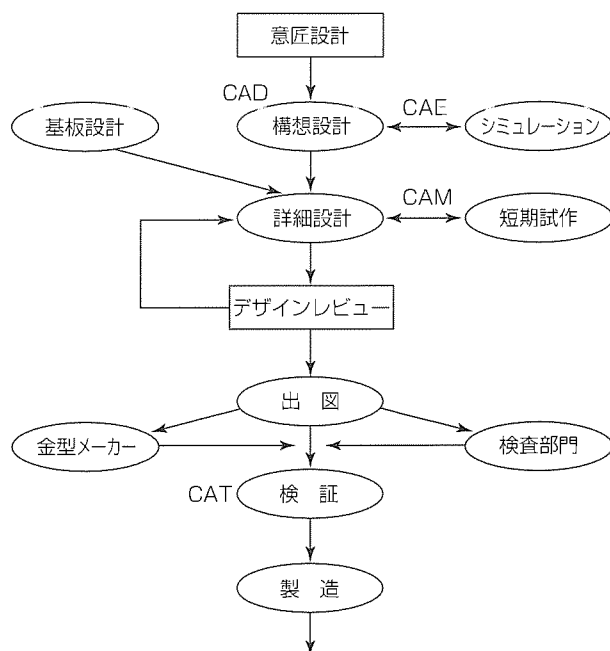 意匠設計
CAD
CAE
基板設計
構想設計
シミュレーション
CAM
詳細設計
短期試作
デザインレビュー
出 図
金型メーカー
検査部門
CAT
検 証
製 造